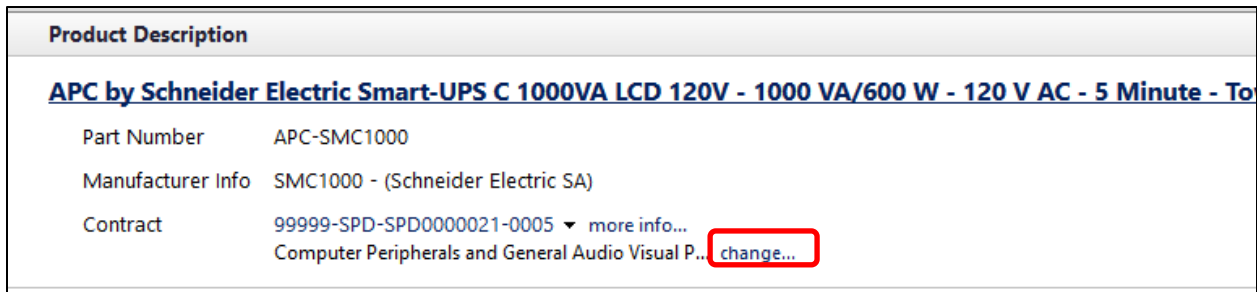 Product Description
APC by Schneider Electric Smart-UPS C 1000VA LCD 120V - 1000 VA/600 W - 120 V AC - 5 Minute -
Part Number APC-SMC1000
Manufacturer Info SMC1000 - (Schneider Electric SA)
Contract 99999-SPD-SPD0000021-0005 more info...
Computer Peripherals and General Audio Visual P... change...